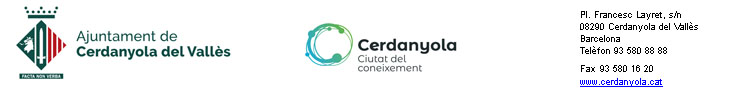 Ajuntament de
Cerdanyola del Vallès
FACTA NON VERBA
Cerdanyola
Ciutat del
coneixement
Pl. Francesc Layret, s/n
08290 Cerdanyola del Vallès
Barcelona
Telèfon 93 580 88 88
Fax 93 580 16 20
www.cerdanyola.cat